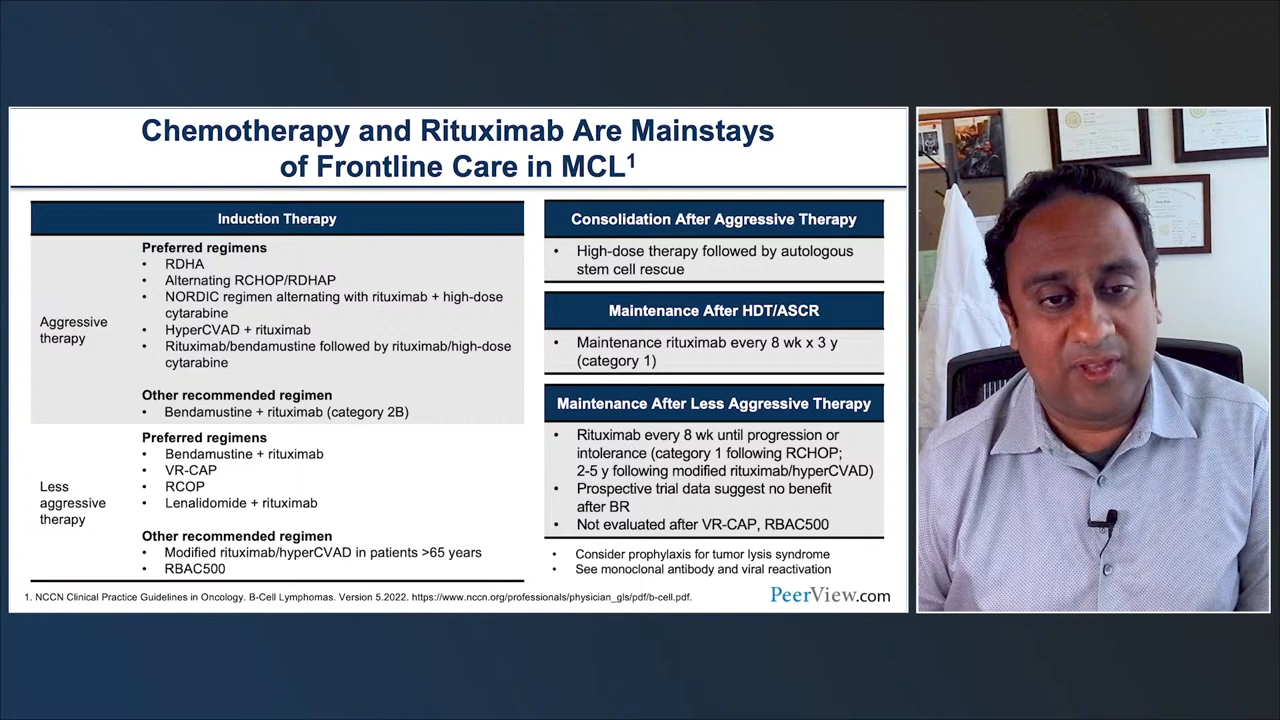 Chemotherapy and Rituximab Are Mainstays
of Frontline Care in MCL1
Induction Therapy
Aggressive
therapy
Preferred regimens
• RDHA
• Alternating RCHOP/RDHAP
• NORDIC regimen alternating with rituximab + high-dose
cytarabine
• HyperCVAD + rituximab
• Rituximab/bendamustine followed by rituximab/high-dose
cytarabine
Other recommended regimen
• Bendamustine + rituximab (category 2B)
Less
aggressive
therapy
Preferred regimens
• Bendamustine + rituximab
• VR-CAP
• RCOP
• Lenalidomide + rituximab
Other recommended regimen
• Modified rituximab/hyperCVAD in patients >65 years
• RBAC500
Consolidation After Aggressive Therapy
• High-dose therapy followed by autologous
stem cell rescue
Maintenance After HDT/ASCR
• Maintenance rituximab every 8 wk x 3 y
(category 1)
Maintenance After Less Aggressive Therapy
• Rituximab every 8 wk until progression or
intolerance (category 1 following RCHOP;
2-5 y following modified rituximab/hyperCVAD)
• Prospective trial data suggest no benefit
after BR
• Not evaluated after VR-CAP, RBAC500
• Consider prophylaxis for tumor lysis syndrome
• See monoclonal antibody and viral reactivation
1. NCCN Clinical Practice Guidelines in Oncology. B-Cell Lymphomas. Version 5.2022. https://www.nccn.org/professionals/physician_gls/pdf/b-cell.pdf.
PeerView.com